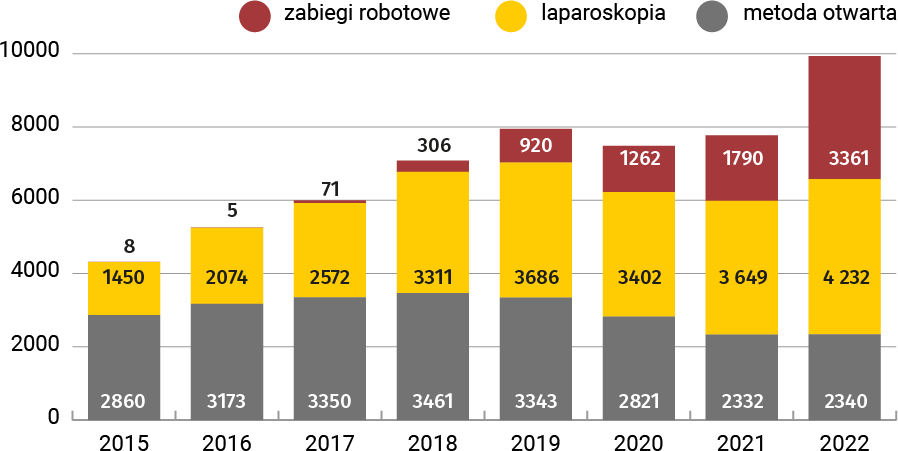 zabiegi robotowe laparoskopia metoda otwarta
10000
8000
306 920 1262 1790 3361
6000
71
5
8
4000
1450 2074 2572 3311 3686 3402 3 649 4 232
2000
2860 3173 3350 3461 3343 2821 2332 2340
0
2015 2016 2017 2018 2019 2020 2021 2022